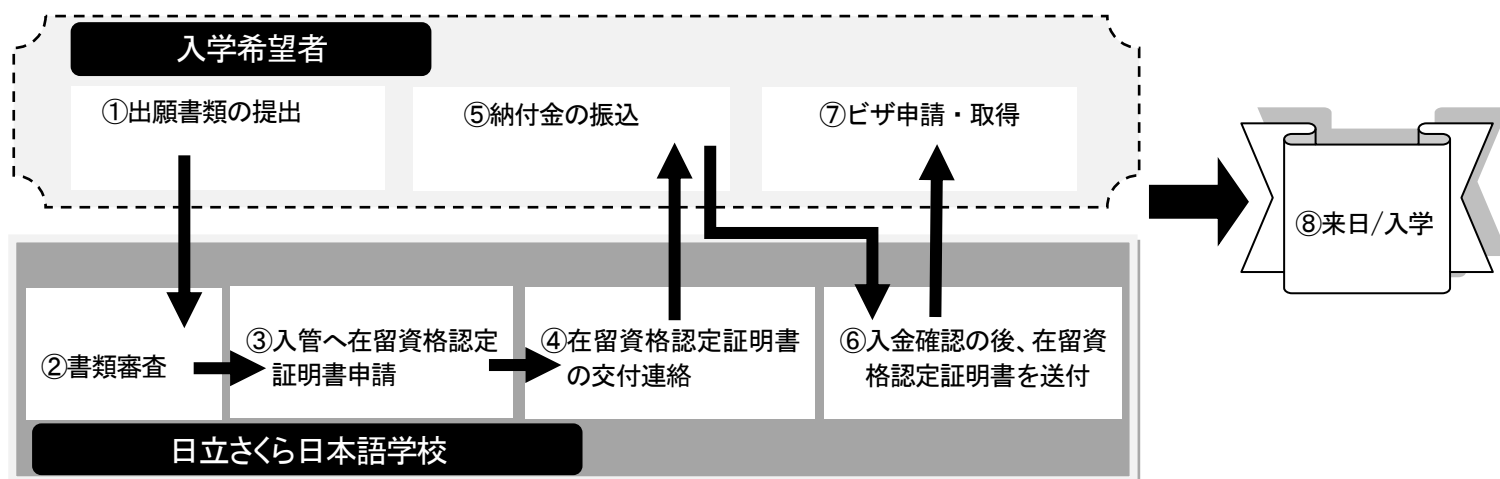 入学希望者
①出願書類の提出
⑤納付金の振込
⑦ビザ申請・取得
⑧来日/入学
②書類審査
③入管へ在留資格認定
証明書申請
④在留資格認定証明書
の交付連絡
⑥入金確認の後、在留資
格認定証明書を送付
日立さくら日本語学校